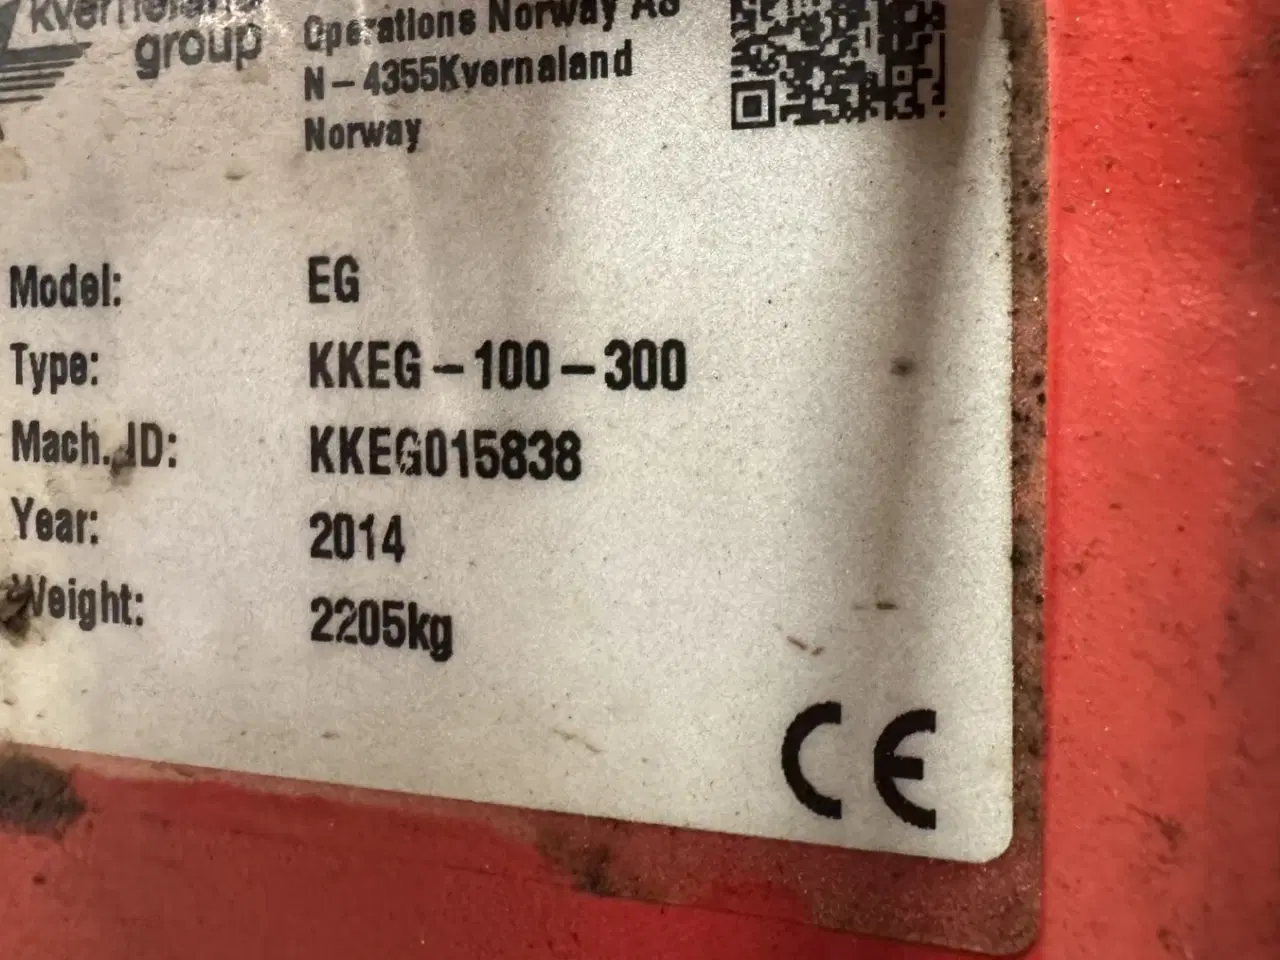 kverneland
group
Operations Norway AS
N-4355Kvernaland
Norway
Model: EG
Type: KKEG-100-300
Mach. ID: KKEG015838
Year: 2014
Weight: 2205kg
CE